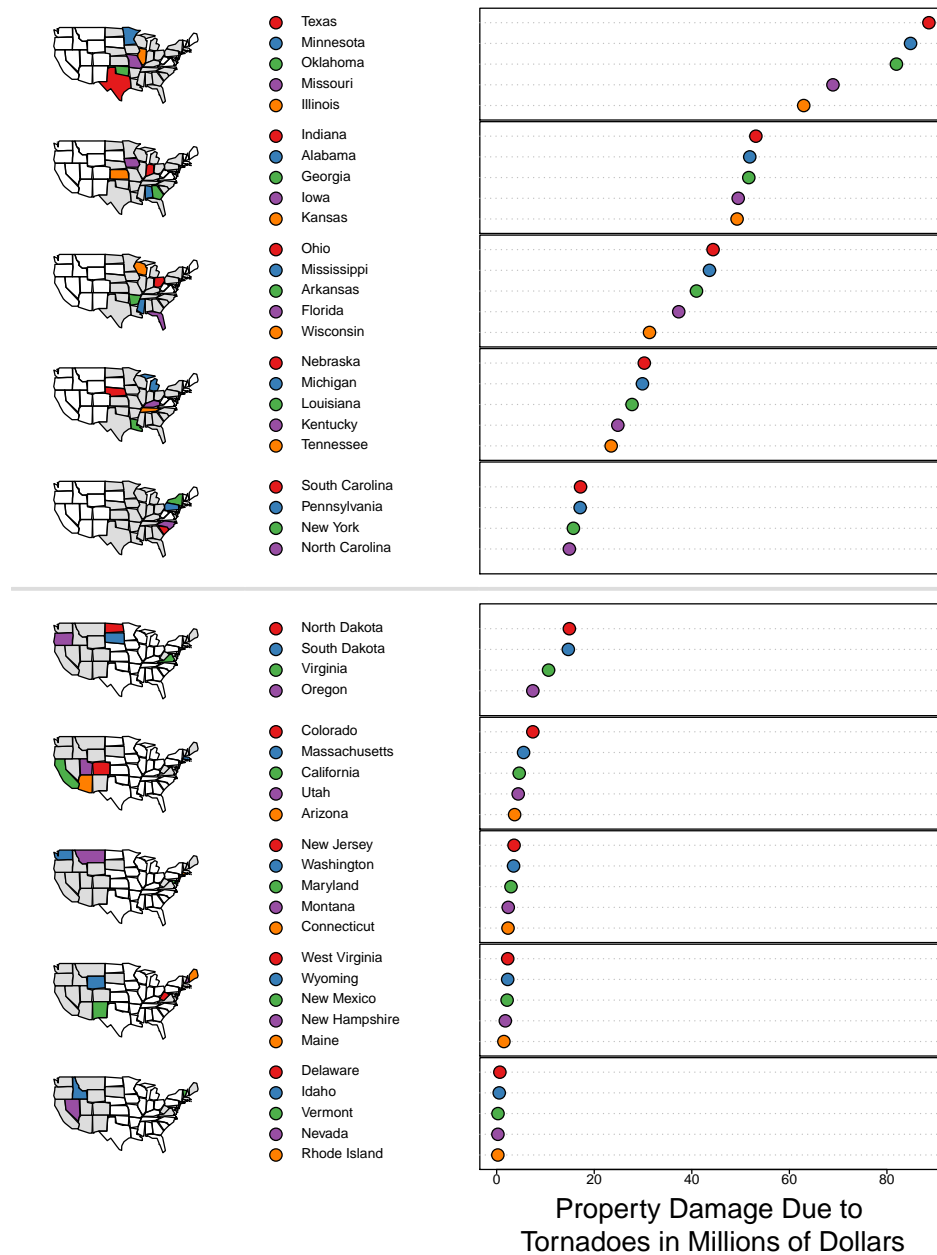 Texas
Minnesota
Oklahoma
Missouri
Illinois
Indiana
Alabama
Georgia
Iowa
Kansas
Ohio
Mississippi
Arkansas
Florida
Wisconsin
Nebraska
Michigan
Louisiana
Kentucky
Tennessee
South Carolina
Pennsylvania
New York
North Carolina
North Dakota
South Dakota
Virginia
Oregon
Colorado
Massachusetts
California
Utah
Arizona
New Jersey
Washington
Maryland
Montana
Connecticut
West Virginia
Wyoming
New Mexico
New Hampshire
Maine
Delaware
Idaho
Vermont
Nevada
Rhode Island
0 20 40 60 80
Property Damage Due to
Tornadoes in Millions of Dollars